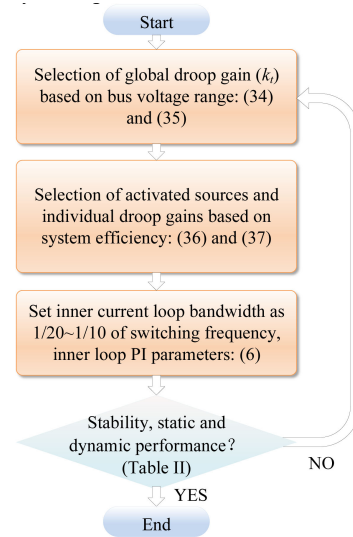 Start
Selection of global droop gain (kt)
based on bus voltage range: (34)
and (35)
Selection of activated sources and
individual droop gains based on
system efficiency: (36) and (37)
Set inner current loop bandwidth as
1/20~1/10 of switching frequency,
inner loop PI parameters: (6)
Stability, static and
dynamic performance?
(Table II)
NO
YES
End